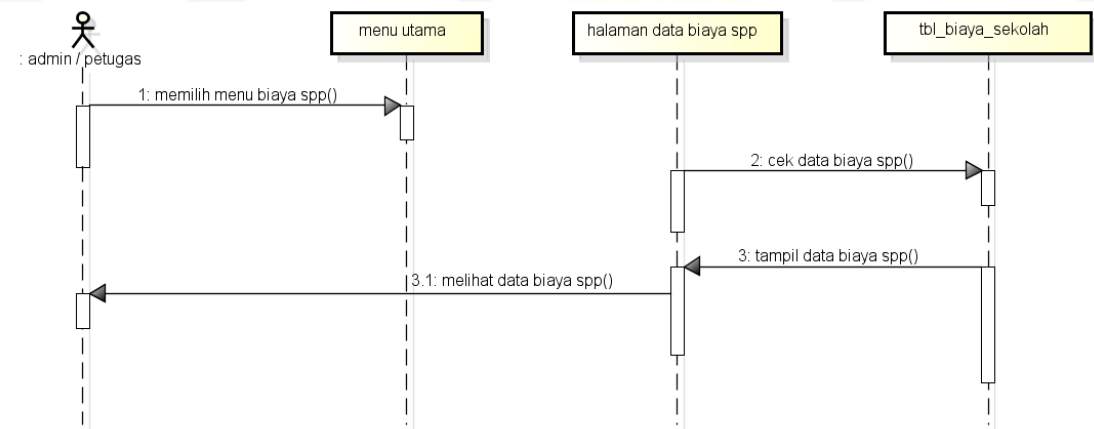 : admin / petugas
menu utama
halaman data biaya spp
tbl_biaya_sekolah
1: memilih menu biaya spp()
2: cek data biaya spp()
3: tampil data biaya spp()
3.1: melihat data biaya spp()